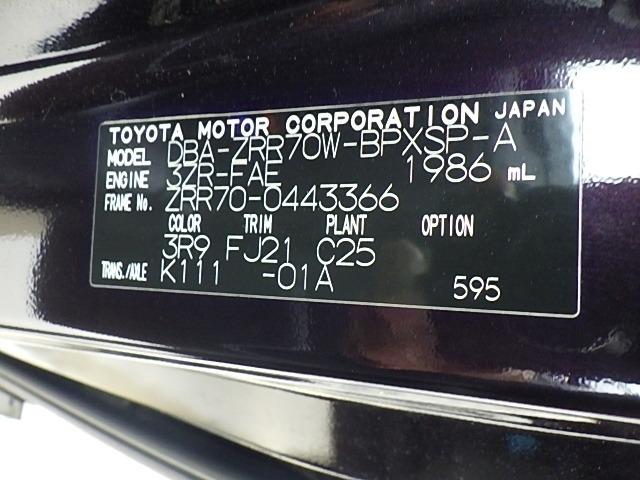 TOYOTA MOTOR CORPORATION JAPAN
MODEL DBA-ZRR70W-BPXSP-A
ENGINE 3ZR-FAE 1986 mL
FRAME No. ZRR70-0443366
COLOR TRIM PLANT OPTION
3R9 FJ21 C25
TRANS./AXLE K111 -01A
595